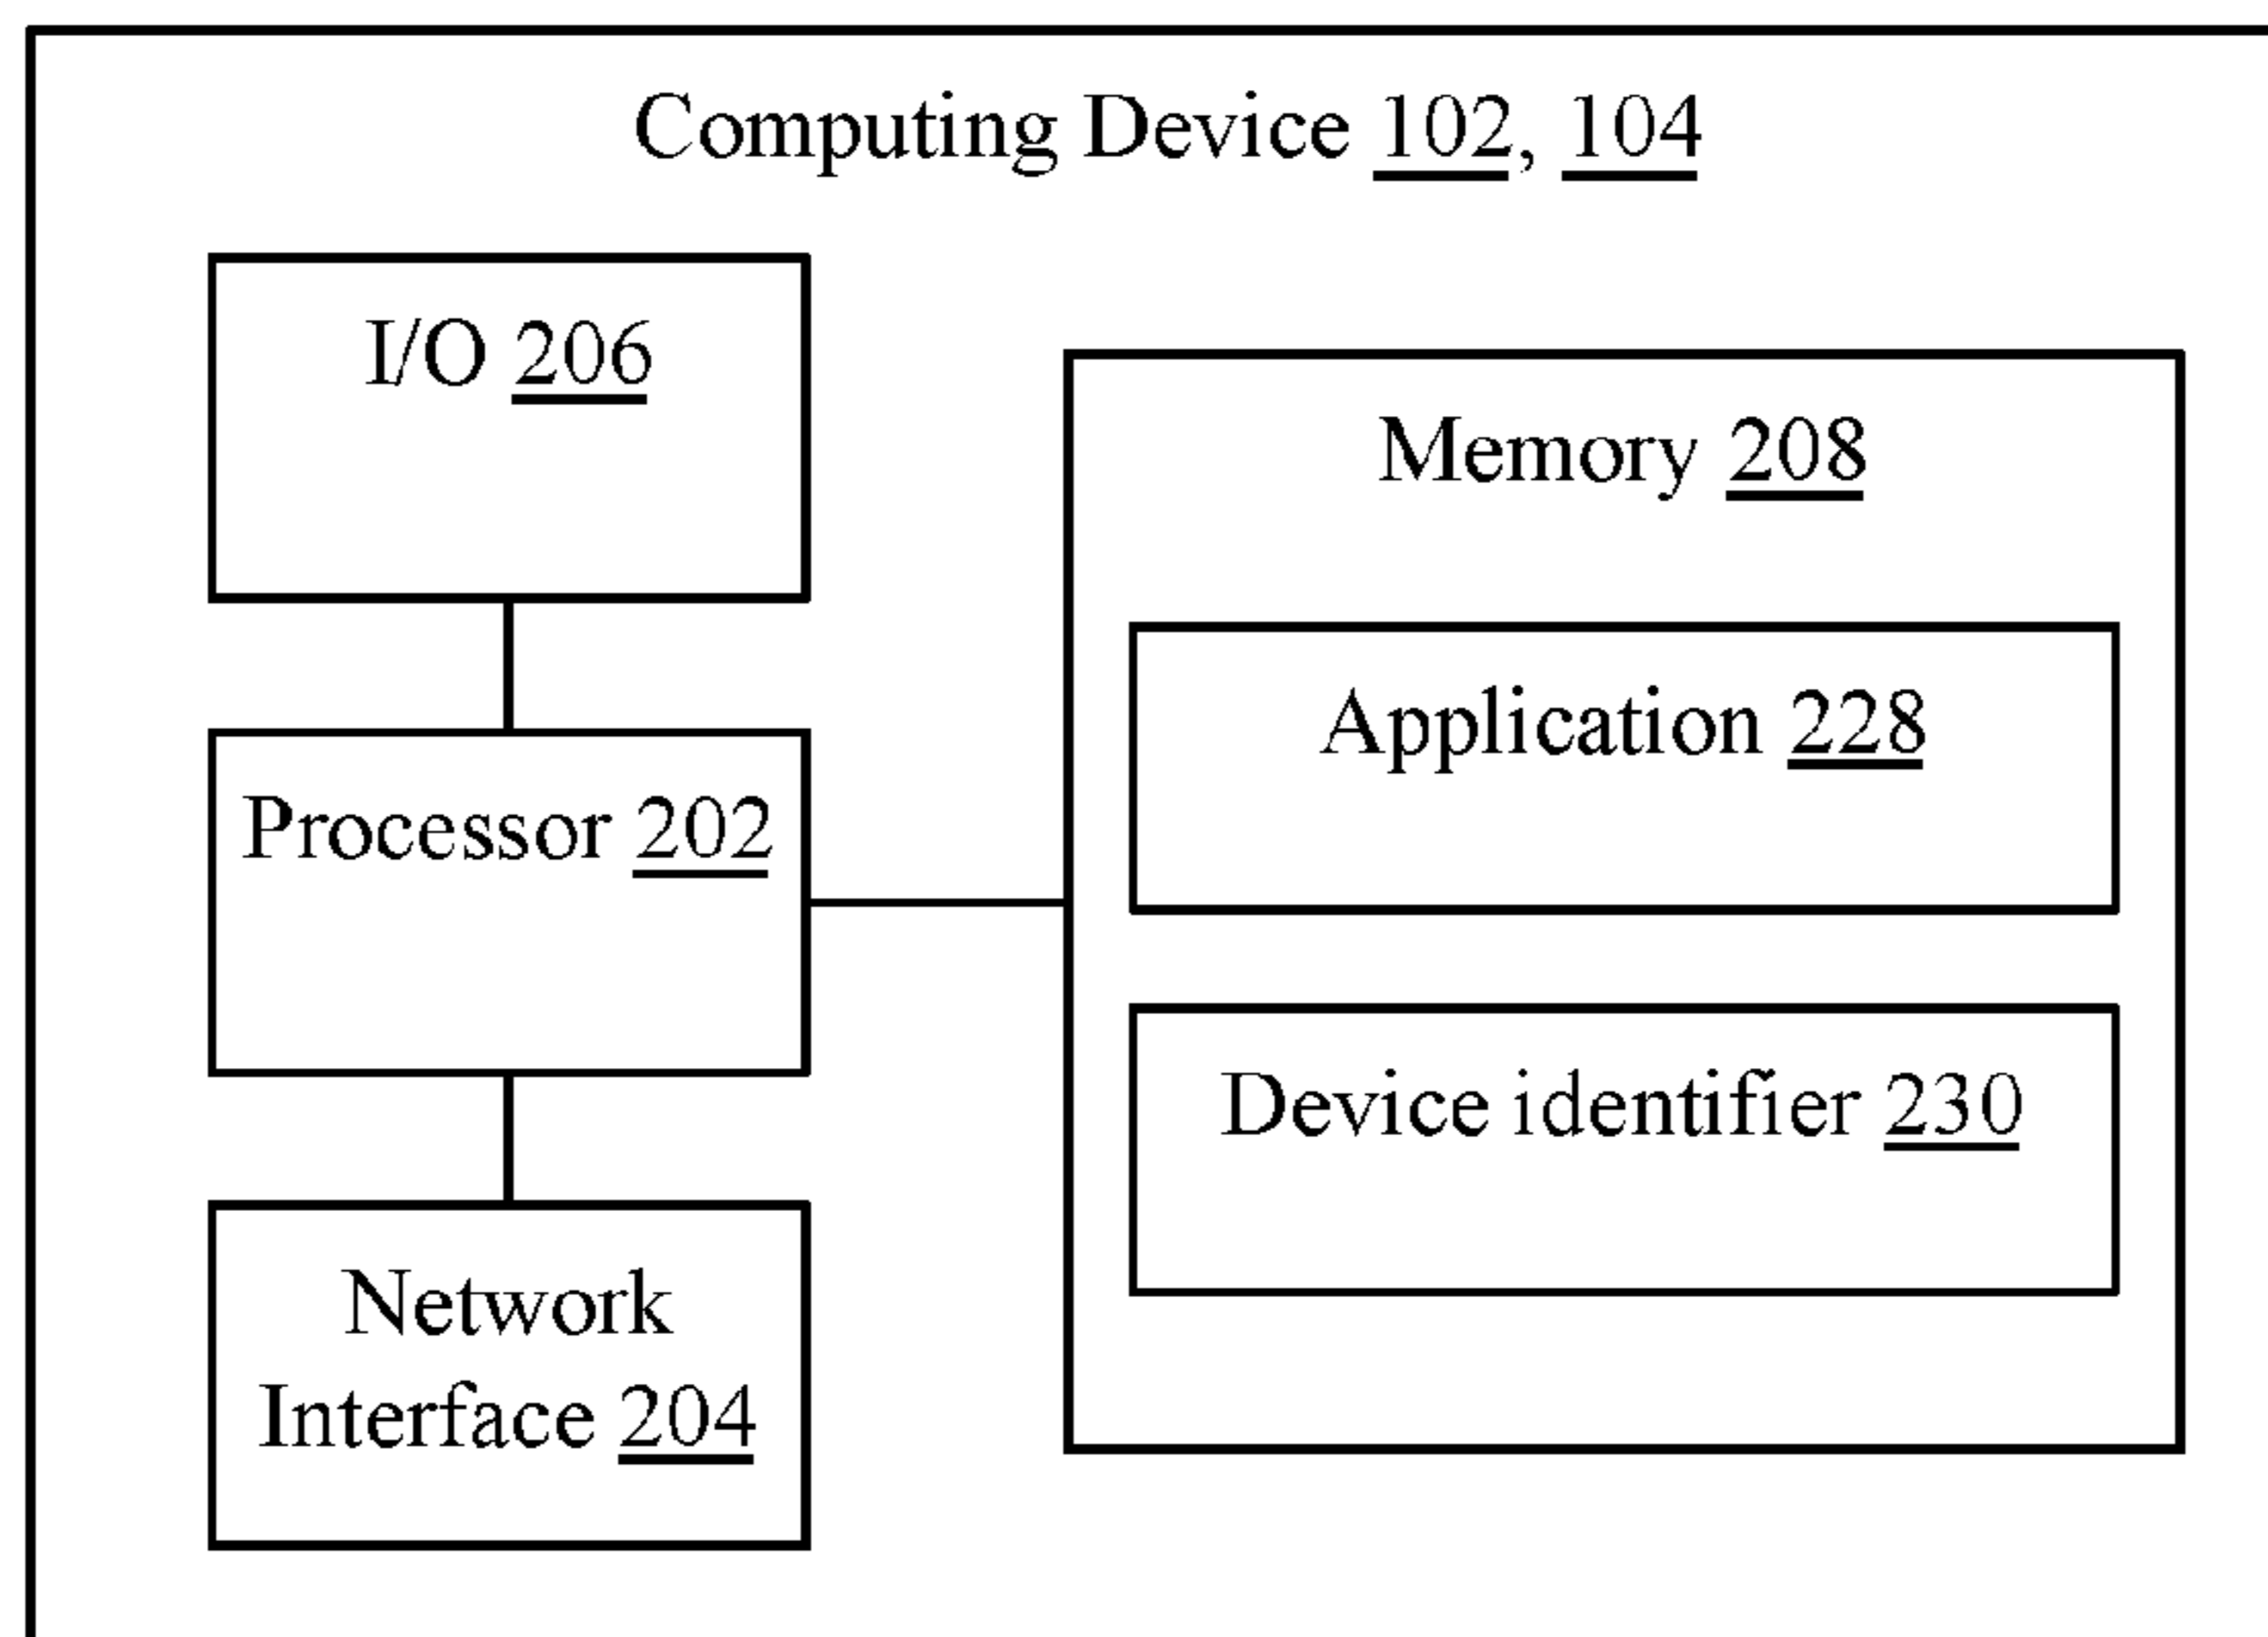 Computing Device 102, 104
I/O 206
Processor 202
Network
Interface 204
Memory 208
Application 228
Device identifier 230